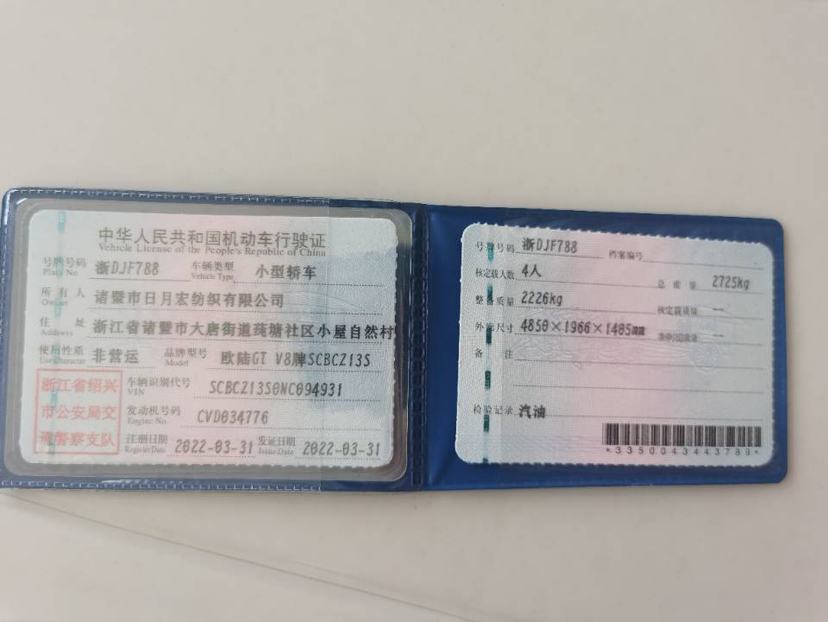 中华人民共和国机动车行驶证
Vehicle License of the People's Republic of China
号牌号码 浙DJF788 车辆类型 小型轿车
Plate No. Vehicle Type
所有人 诸暨市日月宏纺织有限公司
Owner
住址 浙江省诸暨市大唐街道莼塘社区小屋自然村
Address
使用性质 非营运 品牌型号 欧陆GT V8牌SCBCZ13S
Use Character Model
浙江省绍兴
市公安局交
通警察支队
车辆识别代号 SCBCZ13S0NC094931
VIN
发动机号码 CVD034776
Engine No.
注册日期 2022-03-31 发证日期 2022-03-31
Register Date Issue Date
号牌号码 浙DJF788 档案编号
核定载人数 4人 总质量 2725kg
整备质量 2226kg 核定载质量 --
外廓尺寸 4850×1966×1405 --
备注
检验记录 汽油
*3350043443789*